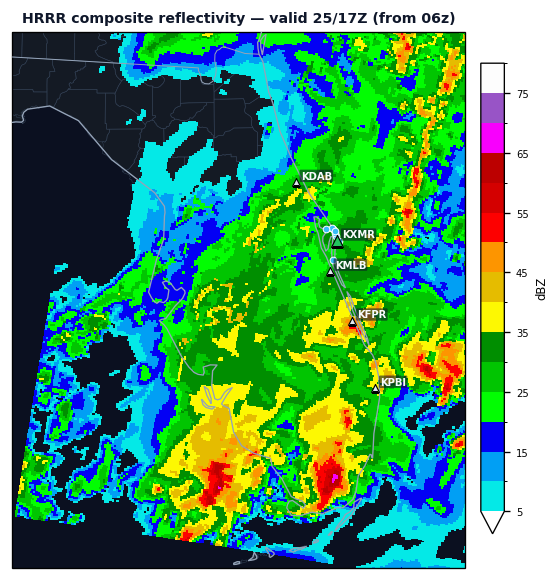 HRRR composite reflectivity — valid 25/17Z (from 06z)
KDAB
KXMR
KMLB
KFPR
KPBI
75
65
55
45
35
25
15
5
dBZ